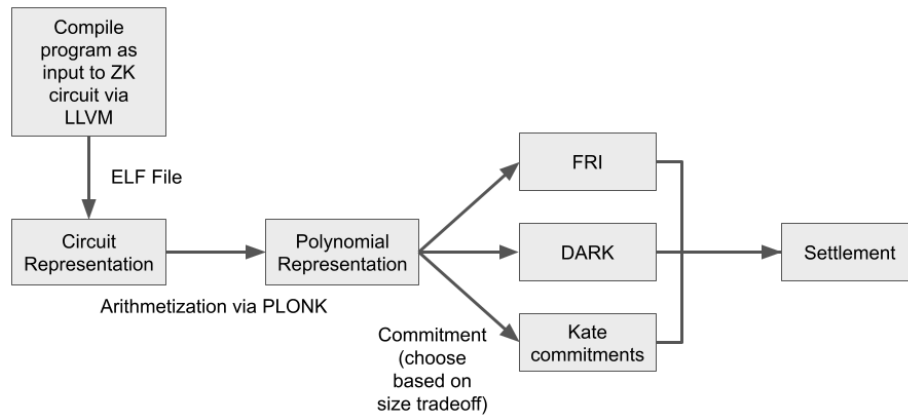 Compile
program as
input to ZK
circuit via
LLVM
ELF File
Circuit
Representation
Arithmetization via PLONK
Polynomial
Representation
Commitment
(choose
based on
size tradeoff)
FRI
DARK
Kate
commitments
Settlement